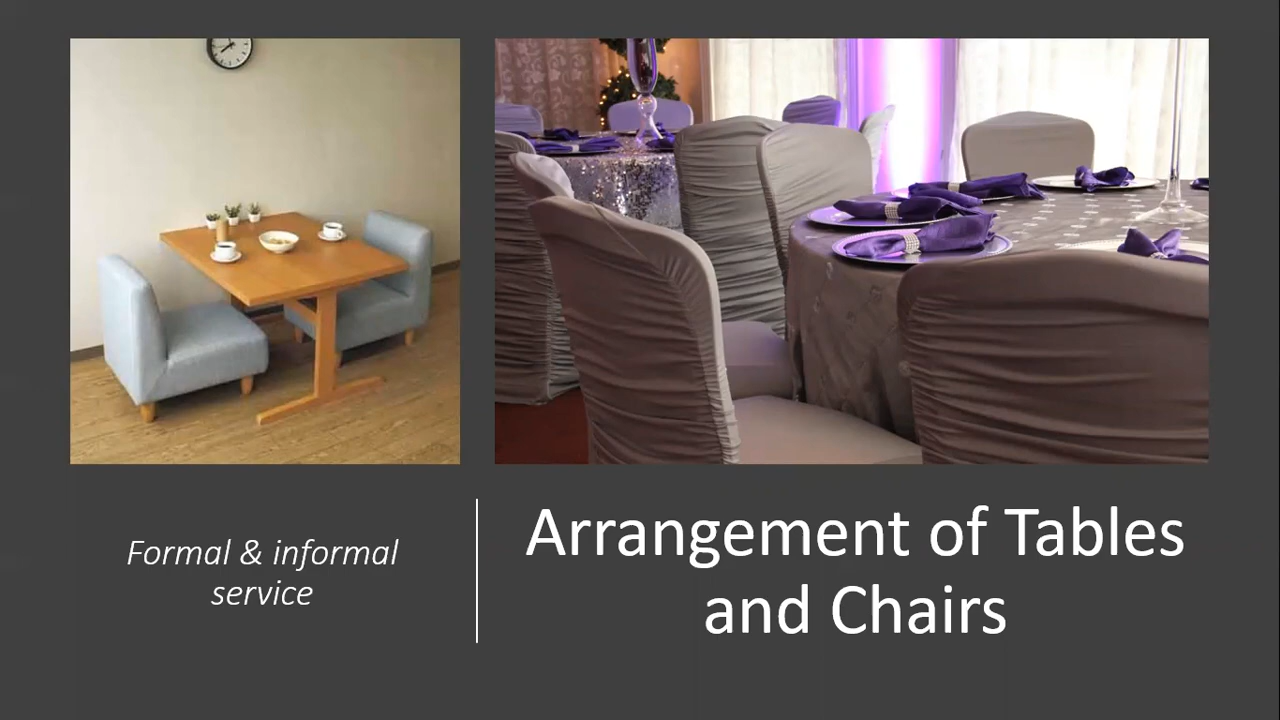 Formal & informal
service
Arrangement of Tables
and Chairs